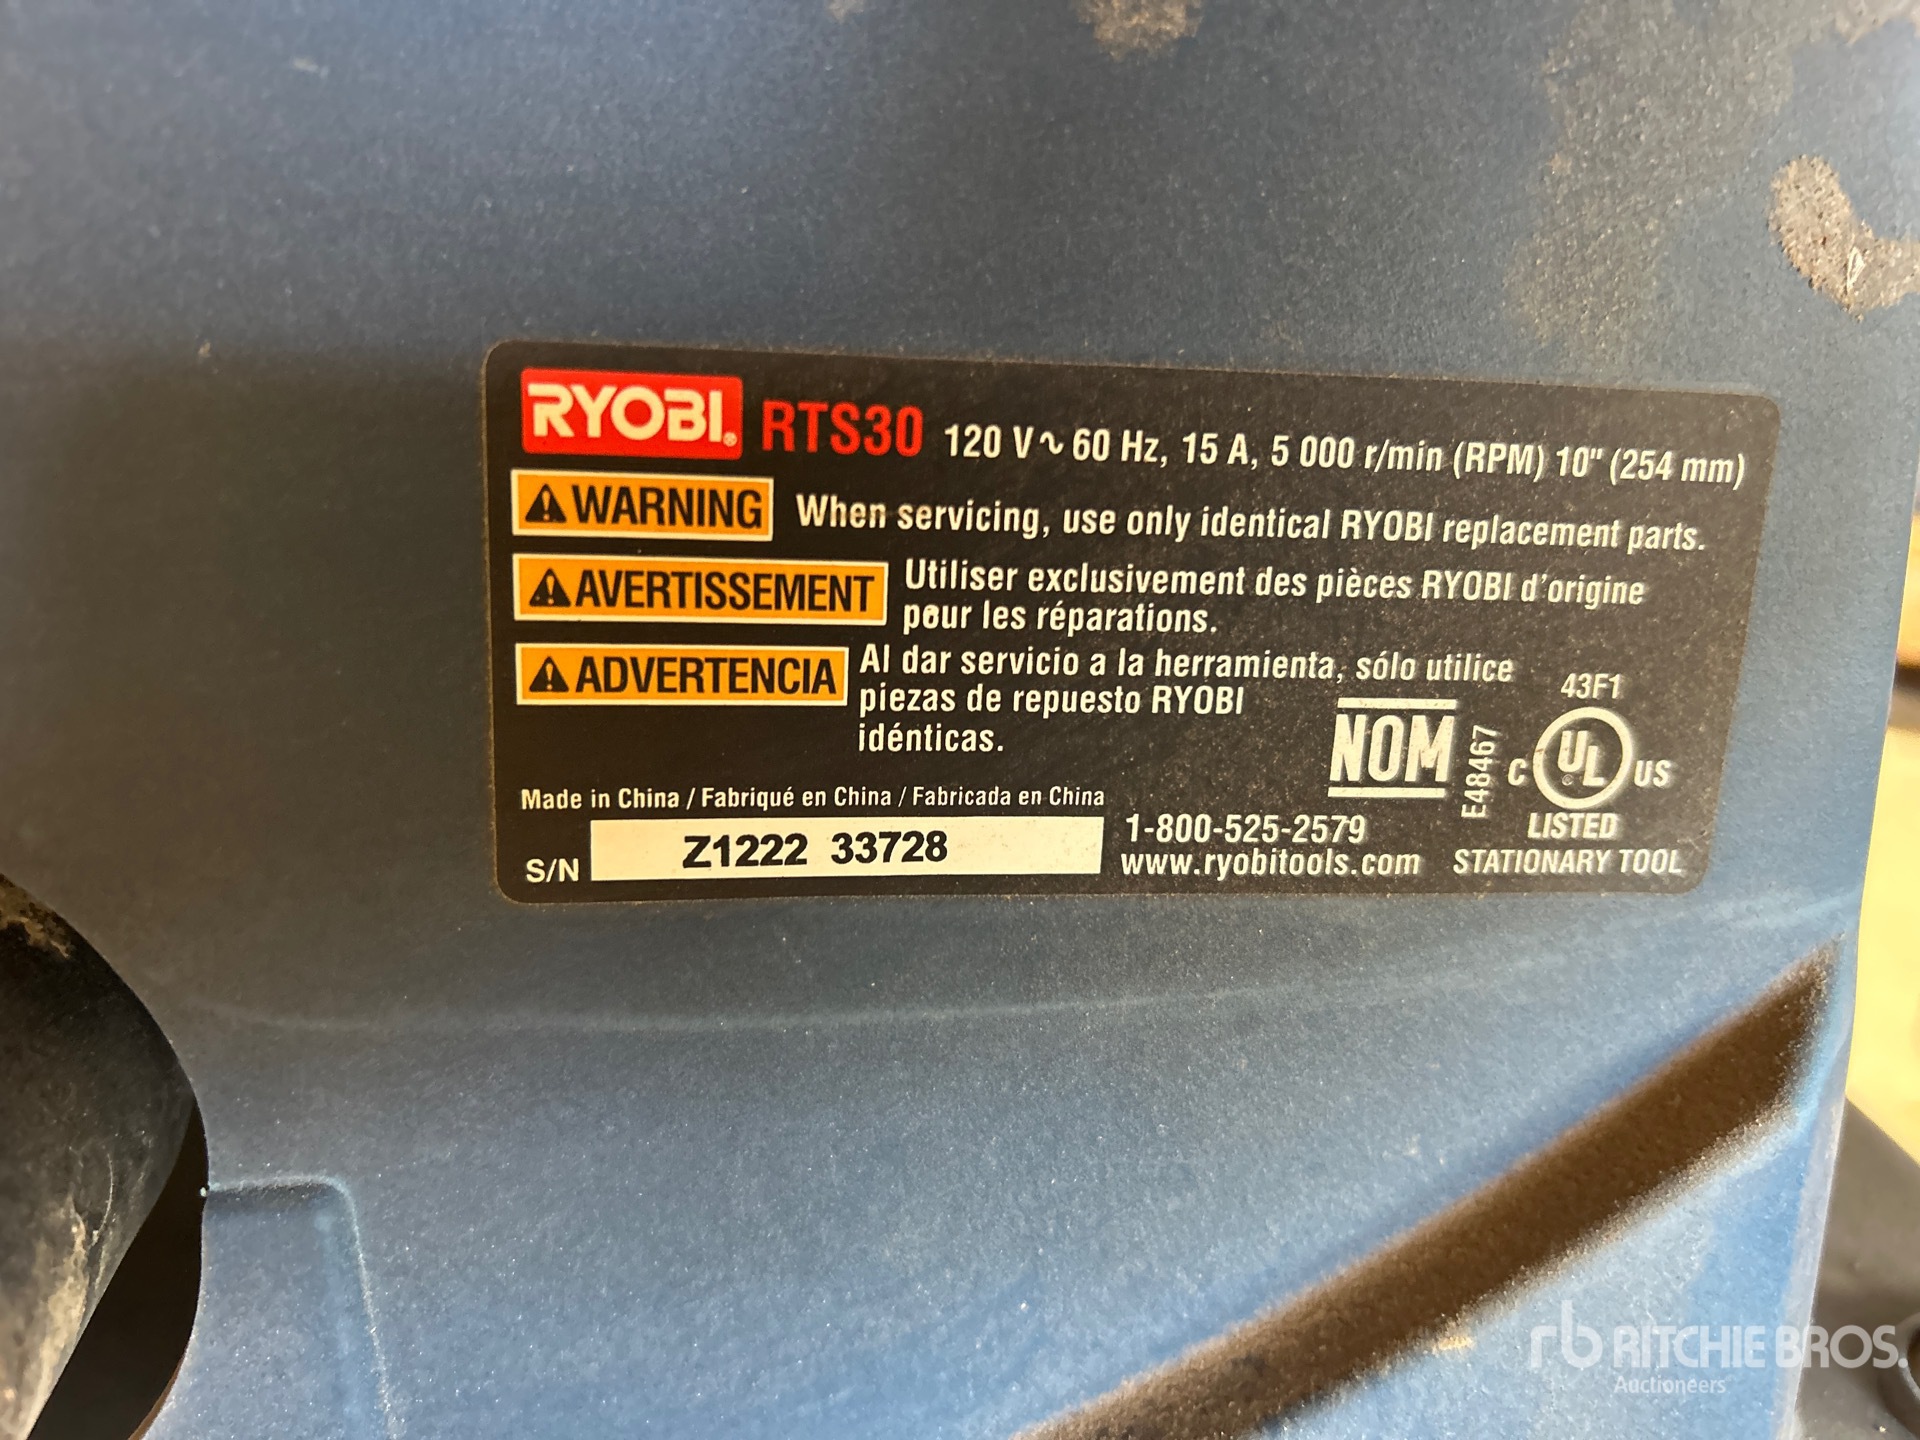 RYOBI® RTS30 120 V ~ 60 Hz, 15 A, 5 000 r/min (RPM) 10" (254 mm)
WARNING When servicing, use only identical RYOBI replacement parts.
AVERTISSEMENT Utiliser exclusivement des pièces RYOBI d'origine
pour les réparations.
ADVERTENCIA Al dar servicio a la herramienta, sólo utilice
piezas de repuesto RYOBI
idénticas.
43F1
NOM
E48467
C UL® US
LISTED
STATIONARY TOOL
Made in China / Fabriqué en China / Fabricada en China
S/N Z1222 33728
1-800-525-2579
www.ryobitools.com
rb RITCHIE BROS.
Auctioneers